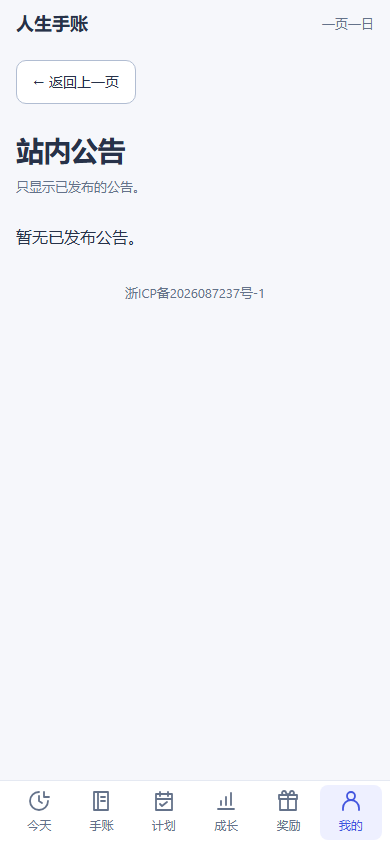 人生手账
一页一日
← 返回上一页
站内公告
只显示已发布的公告。
暂无已发布公告。
浙ICP备2026087237号-1
今天
手账
计划
成长
奖励
我的